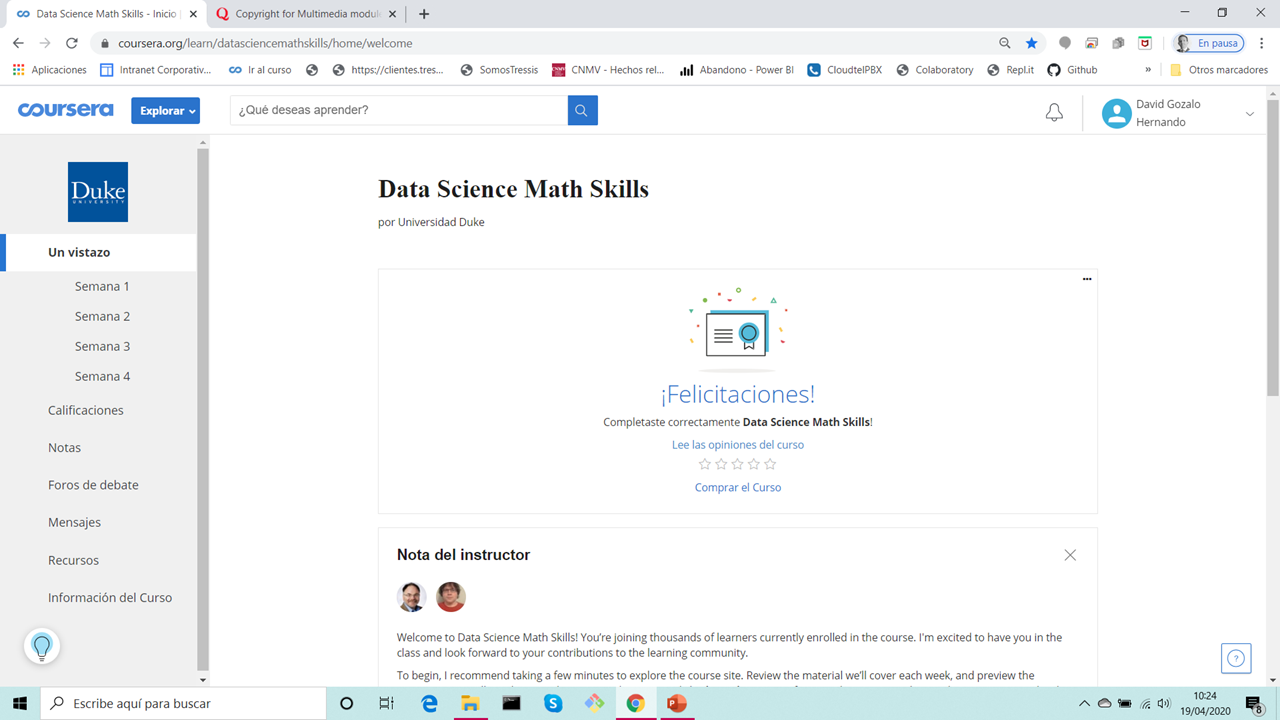 Data Science Math Skills - Inicio
Copyright for Multimedia module
coursera.org/learn/datasciencemathskills/home/welcome
En pausa
Aplicaciones
Intranet Corporativ...
Ir al curso
https://clientes.tres...
SomosTresss
CNMV - Hechos rel...
Abandono - Power BI
CloudtelPBX
Colaboratory
Repl.it
Github
»
Otros marcadores
coursera
Explorar
¿Qué deseas aprender?
David Gozalo
Hernando
Duke
UNIVERSITY
Un vistazo
Semana 1
Semana 2
Semana 3
Semana 4
Calificaciones
Notas
Foros de debate
Mensajes
Recursos
Información del Curso
Data Science Math Skills
por Universidad Duke
¡Felicitaciones!
Completaste correctamente Data Science Math Skills!
Lee las opiniones del curso
Comprar el Curso
Nota del instructor
Welcome to Data Science Math Skills! You're joining thousands of learners currently enrolled in the course. I'm excited to have you in the
class and look forward to your contributions to the learning community.
To begin, I recommend taking a few minutes to explore the course site. Review the material we'll cover each week, and preview the
Escribe aquí para buscar
10:24
19/04/2020
8